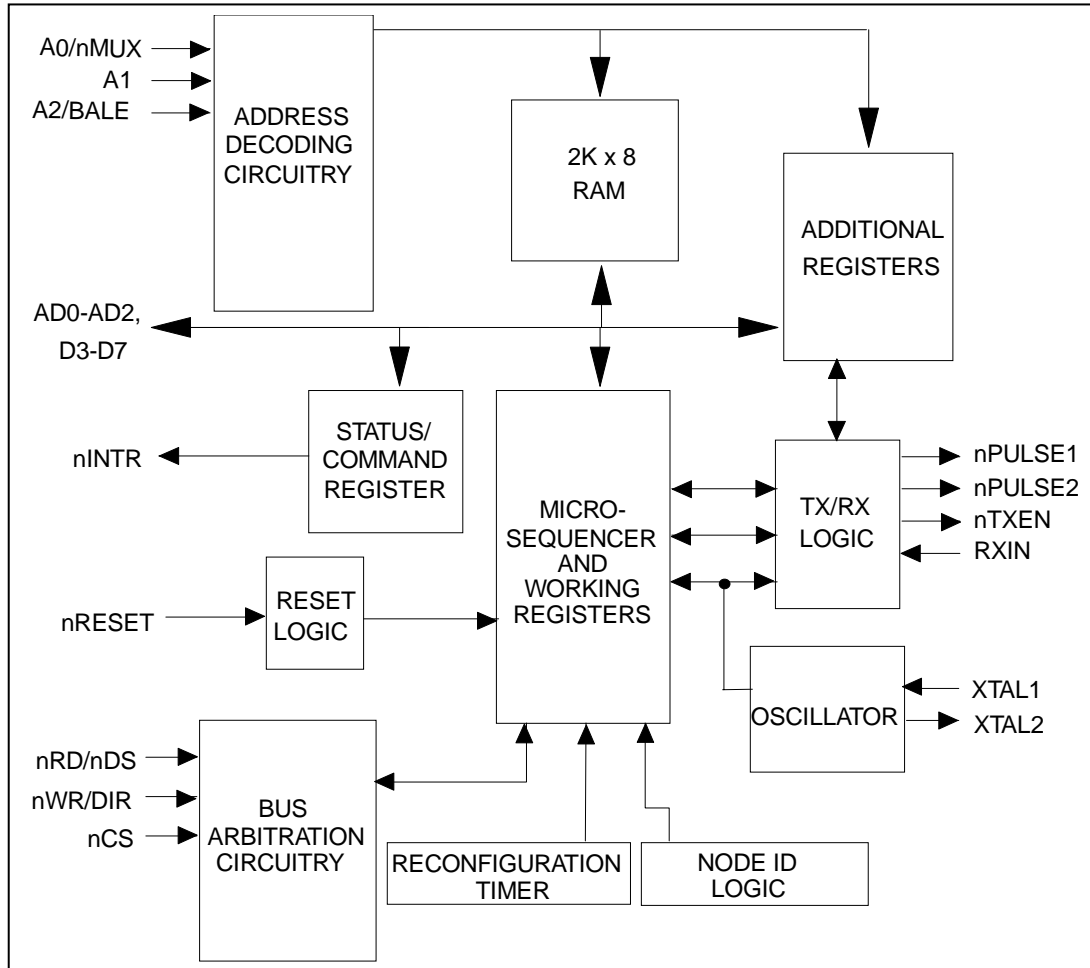 A0/nMUX
A1
A2/BALE
ADDRESS
DECODING
CIRCUITRY
2K x 8
RAM
ADDITIONAL
REGISTERS
AD0-AD2,
D3-D7
nINTR
STATUS/
COMMAND
REGISTER
MICRO-
SEQUENCER
AND
WORKING
REGISTERS
TX/RX
LOGIC
nPULSE1
nPULSE2
nTXEN
RXIN
nRESET
RESET
LOGIC
OSCILLATOR
XTAL1
XTAL2
nRD/nDS
nWR/DIR
nCS
BUS
ARBITRATION
CIRCUITRY
RECONFIGURATION
TIMER
NODE ID
LOGIC